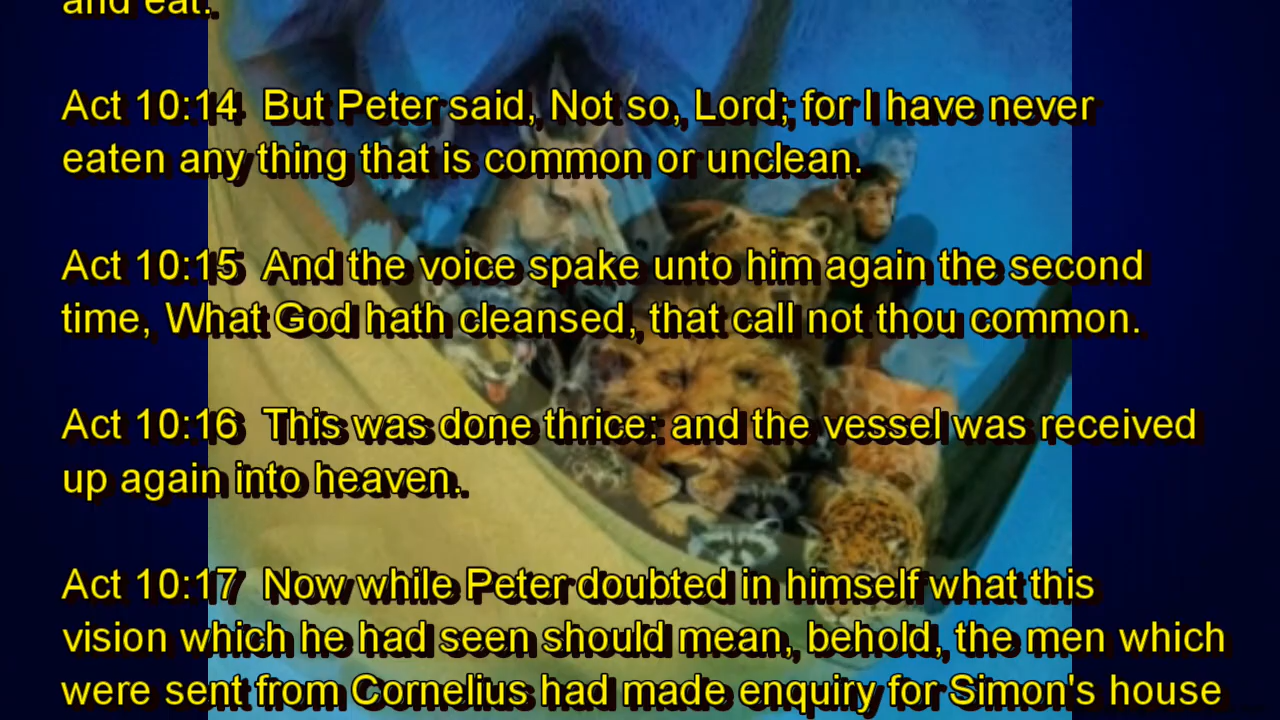 and eat.
Act 10:14 But Peter said, Not so, Lord; for I have never
eaten any thing that is common or unclean.
Act 10:15 And the voice spake unto him again the second
time, What God hath cleansed, that call not thou common.
Act 10:16 This was done thrice: and the vessel was received
up again into heaven.
Act 10:17 Now while Peter doubted in himself what this
vision which he had seen should mean, behold, the men which
were sent from Cornelius had made enquiry for Simon's house